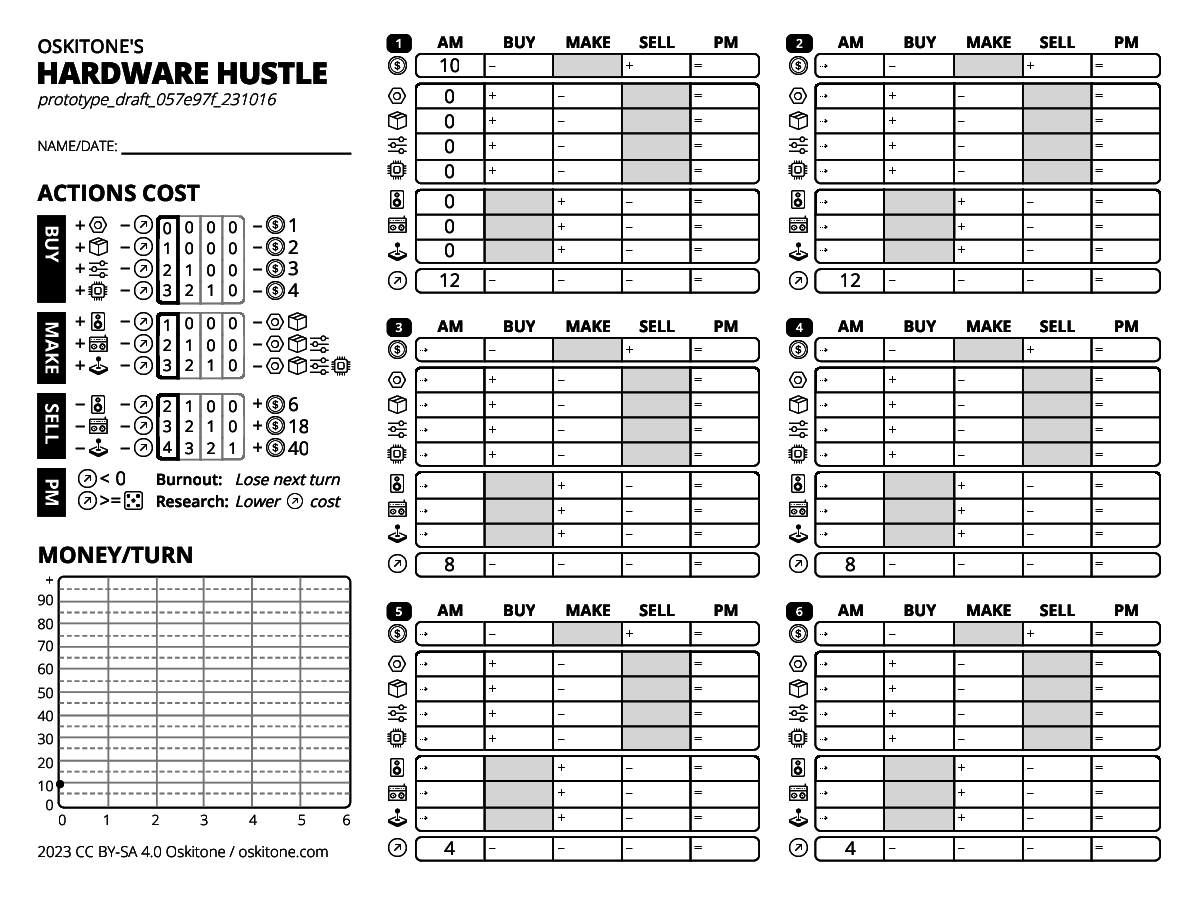 OSKITONE'S
HARDWARE HUSTLE
prototype_draft_057e97f_231016
NAME/DATE:
ACTIONS COST
BUY
+ − 0 0 0 0 − $ 1
+ − 1 0 0 0 − $ 2
+ − 2 1 0 0 − $ 3
+ − 3 2 1 0 − $ 4
MAKE
+ − 1 0 0 0 −
+ − 2 1 0 0 −
+ − 3 2 1 0 −
SELL
− − 2 1 0 0 + $ 6
− − 3 2 1 0 + $ 18
− − 4 3 2 1 + $ 40
PM
< 0 Burnout: Lose next turn
>= Research: Lower cost
MONEY/TURN
+
90
80
70
60
50
40
30
20
10
0
0 1 2 3 4 5 6
2023 CC BY-SA 4.0 Oskitone / oskitone.com
1 AM BUY MAKE SELL PM
$ 10 − + =
0 + − =
0 + − =
0 + − =
0 + − =
0 + − =
0 + − =
0 + − =
12 − − − =
2 AM BUY MAKE SELL PM
$ − + =
+ − =
+ − =
+ − =
+ − =
+ − =
+ − =
+ − =
12 − − − =
3 AM BUY MAKE SELL PM
$ − + =
+ − =
+ − =
+ − =
+ − =
+ − =
+ − =
+ − =
8 − − − =
4 AM BUY MAKE SELL PM
$ − + =
+ − =
+ − =
+ − =
+ − =
+ − =
+ − =
+ − =
8 − − − =
5 AM BUY MAKE SELL PM
$ − + =
+ − =
+ − =
+ − =
+ − =
+ − =
+ − =
+ − =
4 − − − =
6 AM BUY MAKE SELL PM
$ − + =
+ − =
+ − =
+ − =
+ − =
+ − =
+ − =
+ − =
4 − − − =